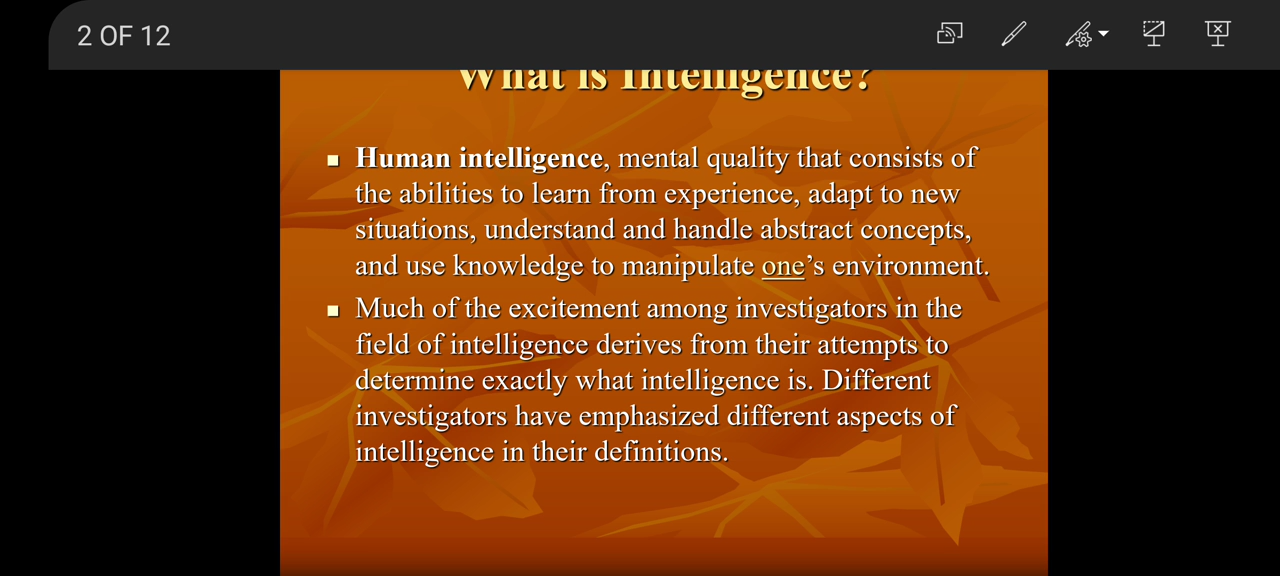 2 OF 12
What is Intelligence?
Human intelligence, mental quality that consists of
the abilities to learn from experience, adapt to new
situations, understand and handle abstract concepts,
and use knowledge to manipulate one’s environment.
Much of the excitement among investigators in the
field of intelligence derives from their attempts to
determine exactly what intelligence is. Different
investigators have emphasized different aspects of
intelligence in their definitions.